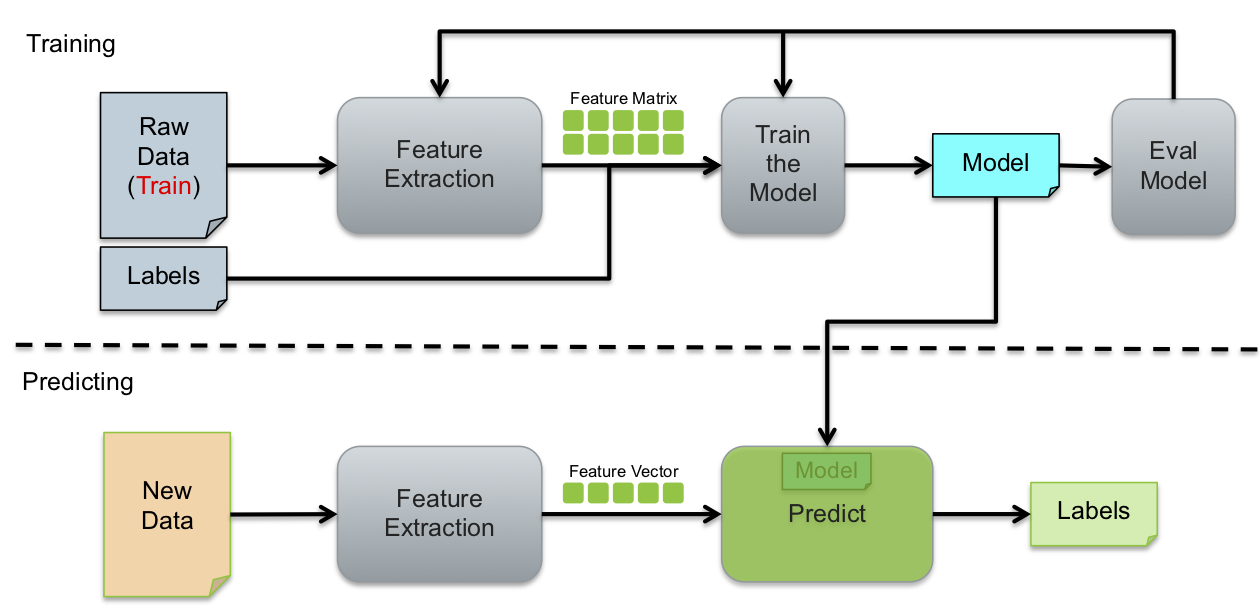 Training
Raw
Data
(Train)
Labels
Feature
Extraction
Feature Matrix
Train
the
Model
Model
Eval
Model
Predicting
New
Data
Feature
Extraction
Feature Vector
Model
Predict
Labels